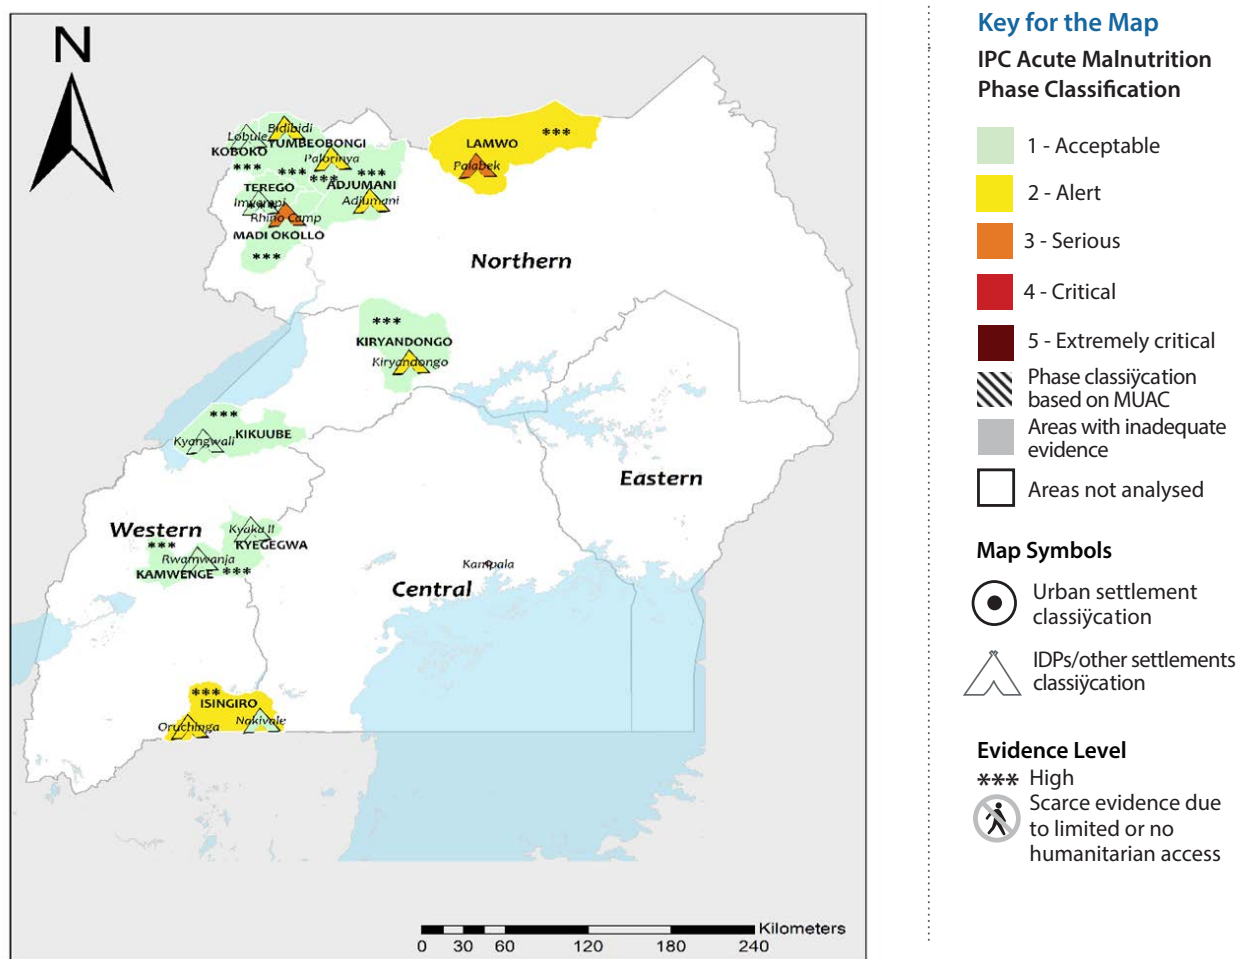 N
Lobule
Bidibidi
KOBOKO
YUMBEOBONGI
Palorinya
***
***
***
***
LAMWO
***
Palabek
TEREGO
ADJUMANI
Imvepi
***
Adjumani
Rhino Camp
MADI OKOLLO
***
Northern
***
KIRYANDONGO
Kiryandongo
***
KIKUUBE
Kyangwali
Eastern
Western
Kyaka II
***
KYEGEGWA
Rwamwanja
KAMWENGE
***
Kampala
Central
***
ISINGIRO
Oruchinga
Nakivale
Kilometers
0 30 60 120 180 240
Key for the Map
IPC Acute Malnutrition
Phase Classification
1 - Acceptable
2 - Alert
3 - Serious
4 - Critical
5 - Extremely critical
Phase classiÿcation
based on MUAC
Areas with inadequate
evidence
Areas not analysed
Map Symbols
Urban settlement
classiÿcation
IDPs/other settlements
classiÿcation
Evidence Level
*** High
Scarce evidence due
to limited or no
humanitarian access